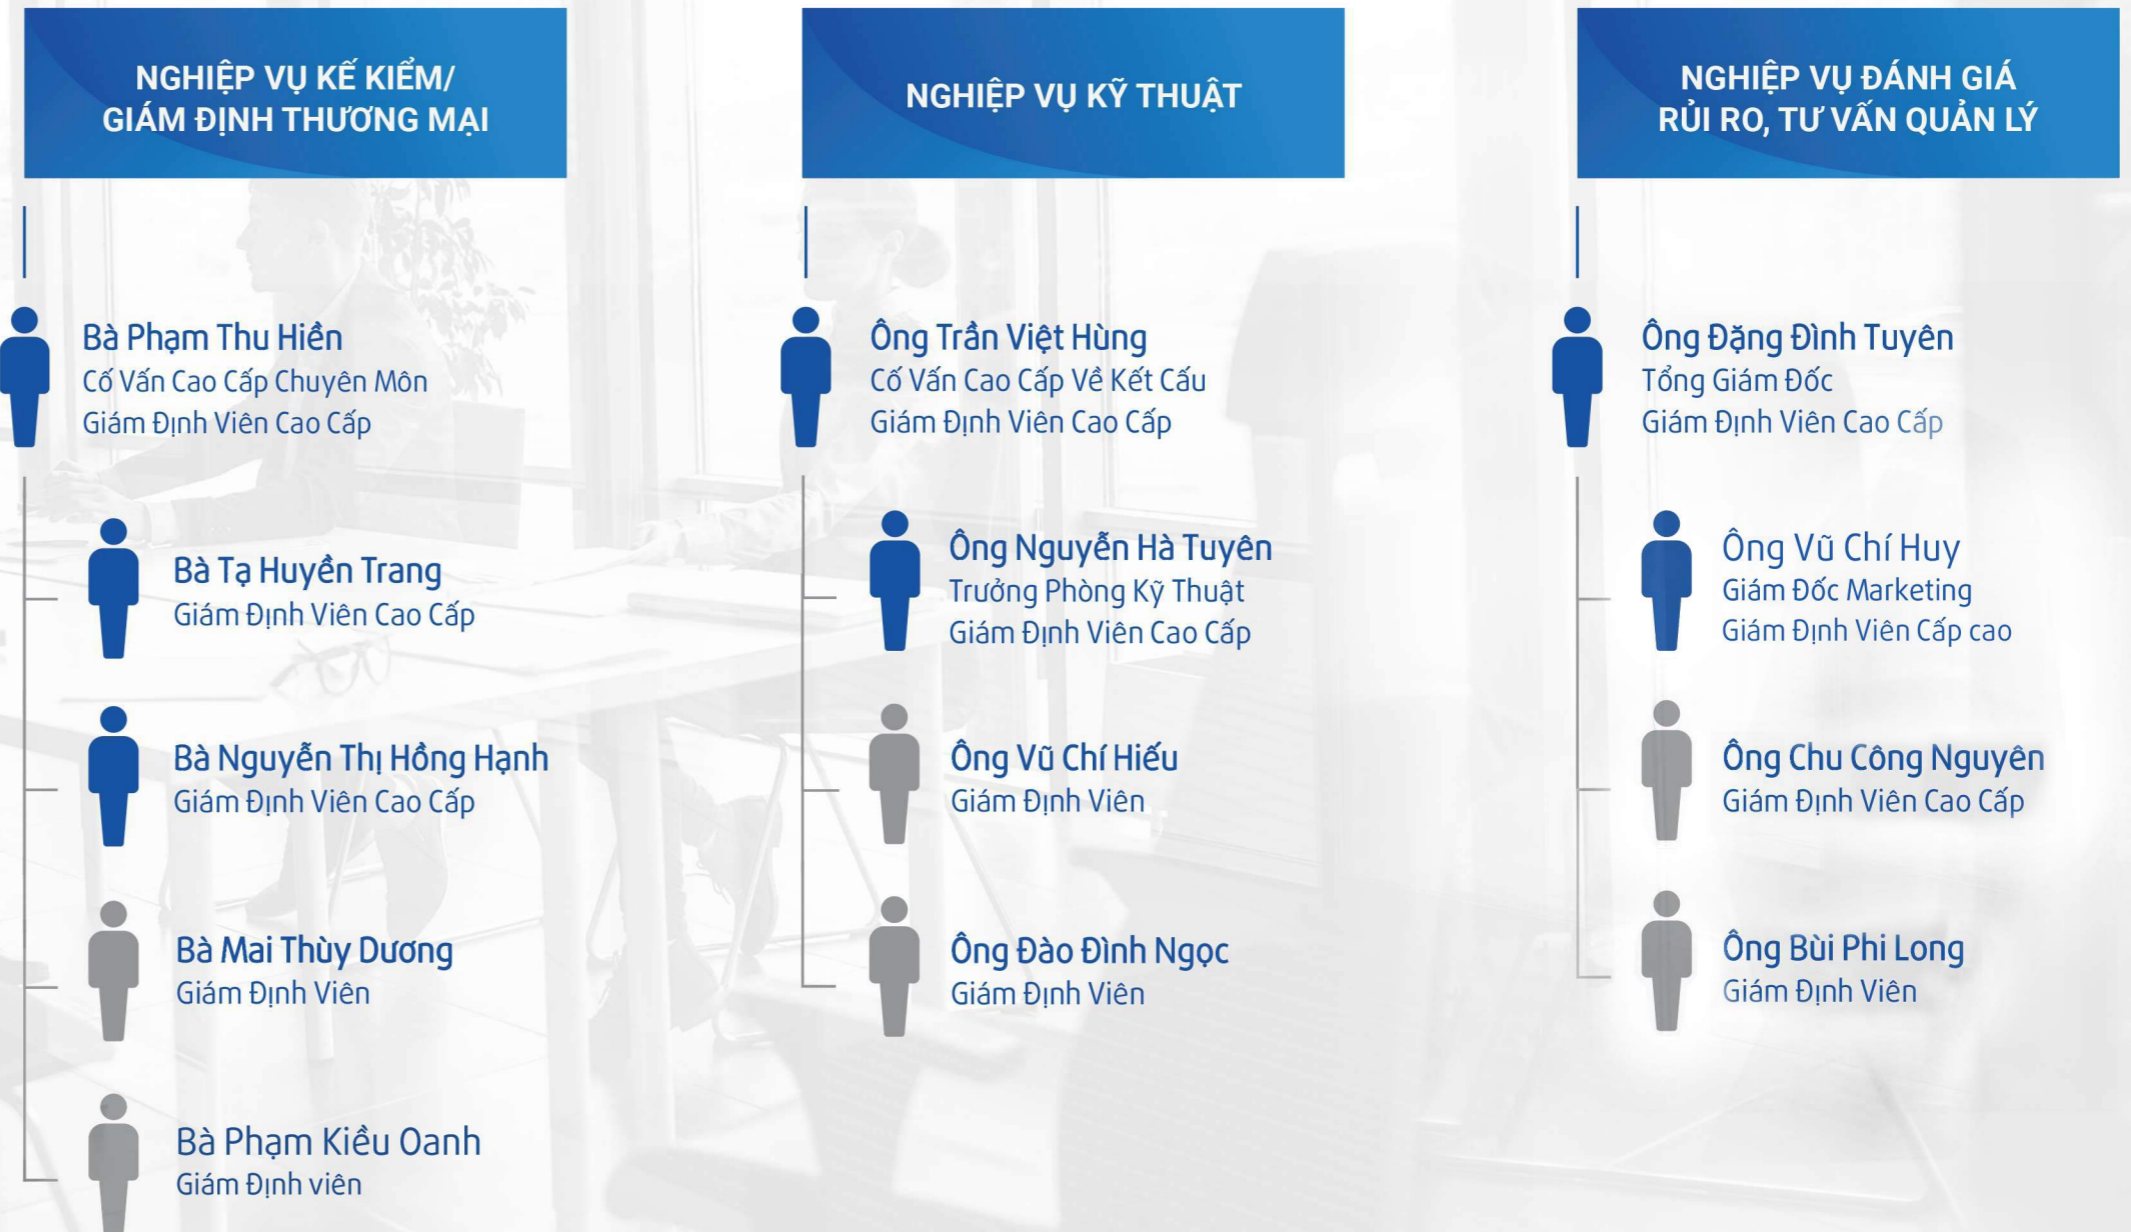 NGHIỆP VỤ KẾ KIỂM/
GIÁM ĐỊNH THƯƠNG MẠI
Bà Phạm Thu Hiền
Cố Vấn Cao Cấp Chuyên Môn
Giám Định Viên Cao Cấp
Bà Tạ Huyền Trang
Giám Định Viên Cao Cấp
Bà Nguyễn Thị Hồng Hạnh
Giám Định Viên Cao Cấp
Bà Mai Thùy Dương
Giám Định Viên
Bà Phạm Kiều Oanh
Giám Định viên
NGHIỆP VỤ KỸ THUẬT
Ông Trần Việt Hùng
Cố Vấn Cao Cấp Về Kết Cấu
Giám Định Viên Cao Cấp
Ông Nguyễn Hà Tuyên
Trưởng Phòng Kỹ Thuật
Giám Định Viên Cao Cấp
Ông Vũ Chí Hiếu
Giám Định Viên
Ông Đào Đình Ngọc
Giám Định Viên
NGHIỆP VỤ ĐÁNH GIÁ
RỦI RO, TƯ VẤN QUẢN LÝ
Ông Đặng Đình Tuyên
Tổng Giám Đốc
Giám Định Viên Cao Cấp
Ông Vũ Chí Huy
Giám Đốc Marketing
Giám Định Viên Cấp cao
Ông Chu Công Nguyên
Giám Định Viên Cao Cấp
Ông Bùi Phi Long
Giám Định Viên